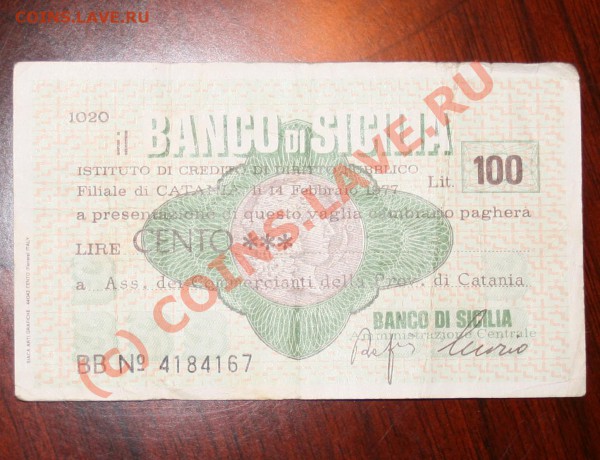 COINS.LAVE.RU
1020
il BANCO DI SICILIA
ISTITUTO DI CREDITO DI DIRITTO PUBBLICO
Filiale di CATANIA li 14 Febbraio 1977 Lit. 100
a presentazione di questo vaglia cambiario pagherà
LIRE CENTO ***
a Ass. dei Commercianti della Prov. di Catania
BANCO DI SICILIA
Amministrazione Centrale
BB Nº 4184167
(c) COINS.LAVE.RU